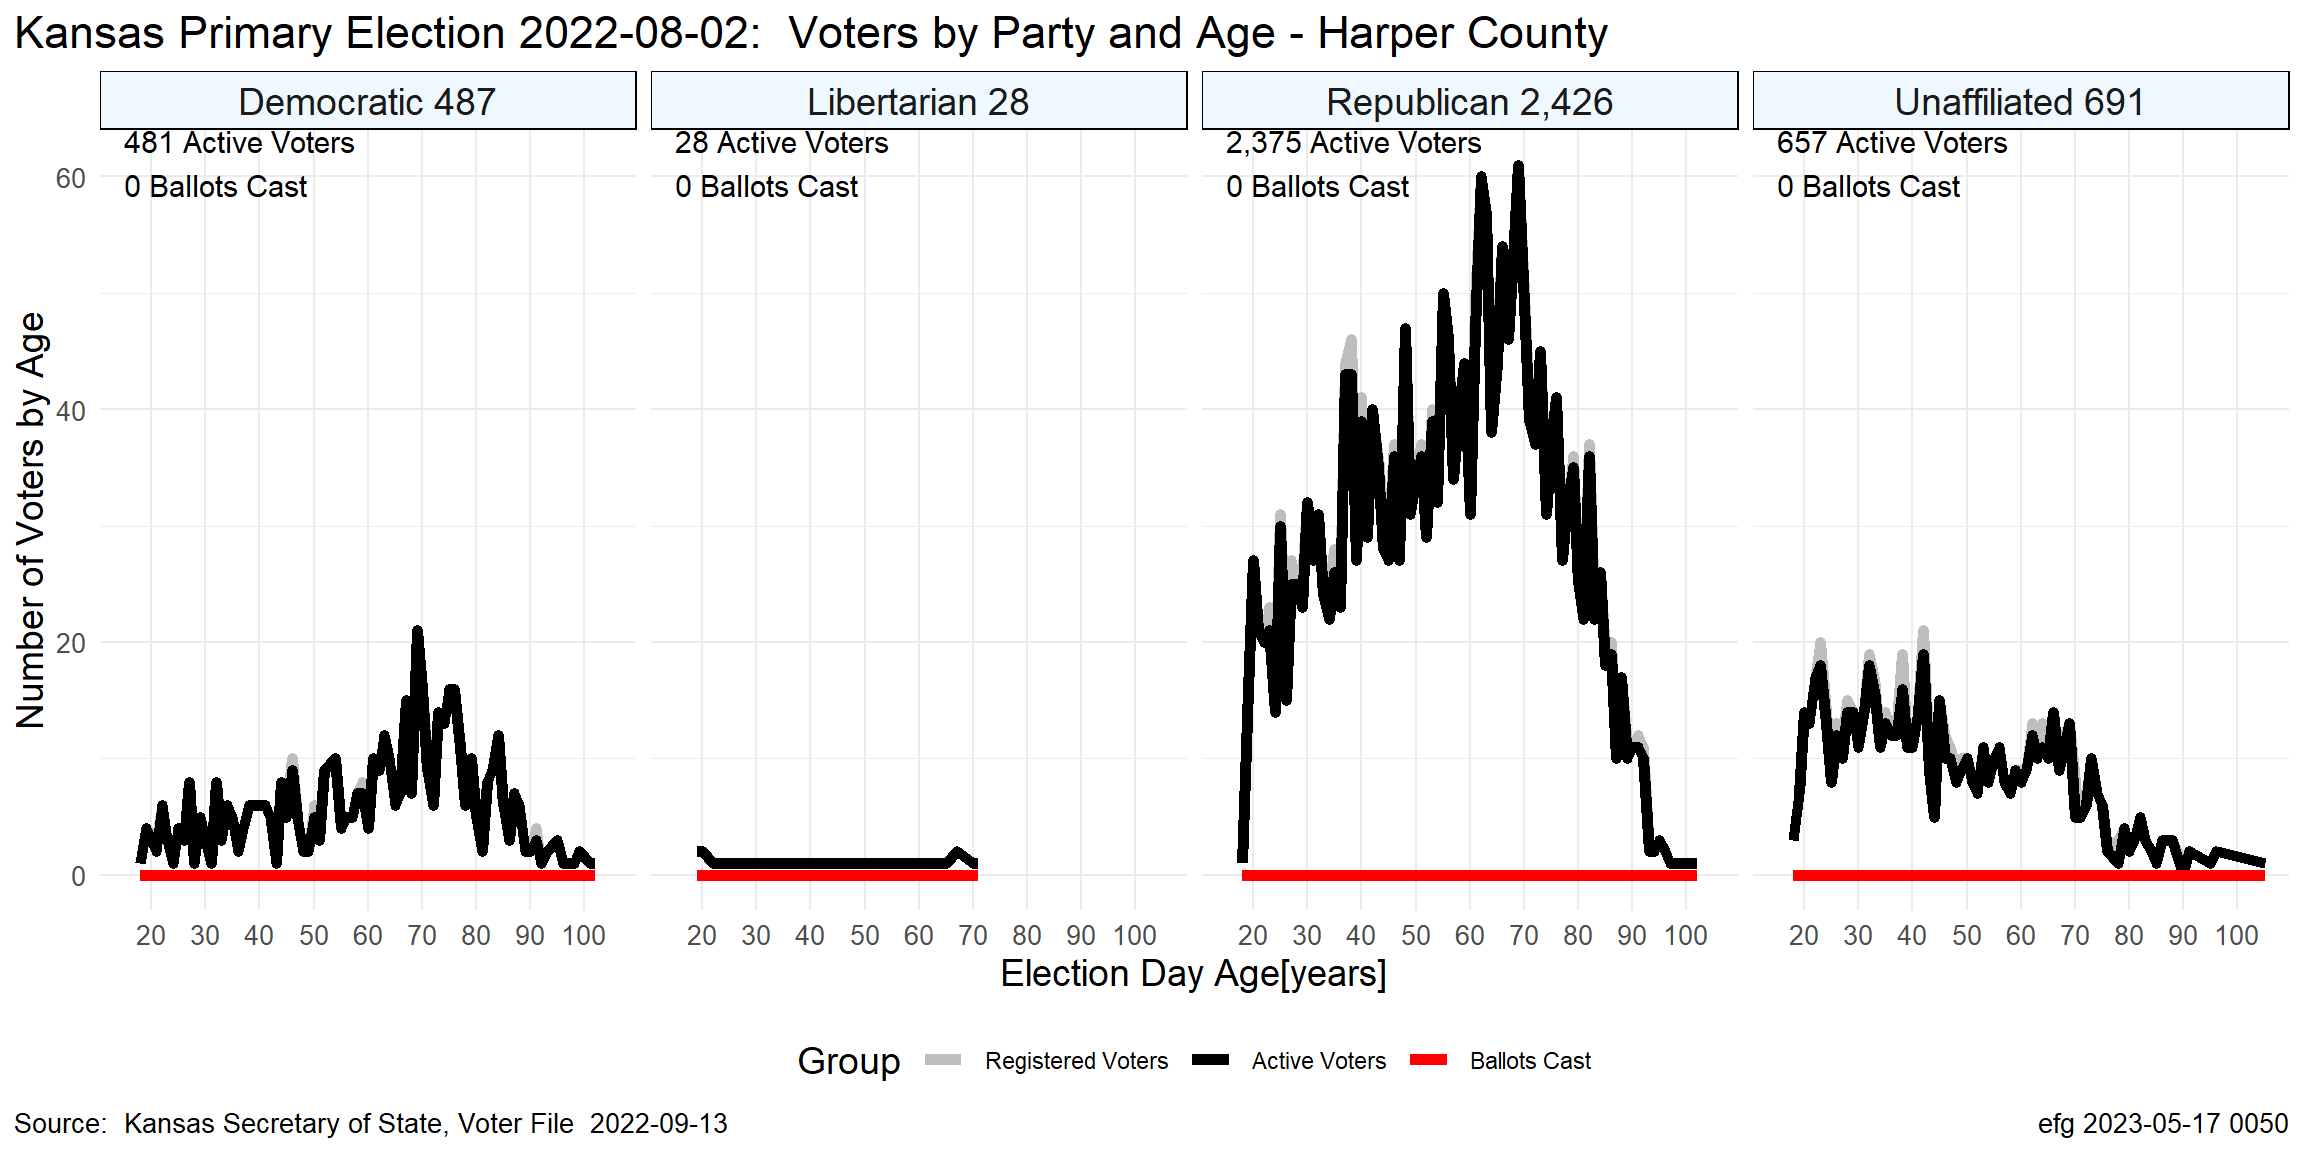 Kansas Primary Election 2022-08-02:  Voters by Party and Age - Harper County
Democratic 487
Libertarian 28
Republican 2,426
Unaffiliated 691
481 Active Voters
0 Ballots Cast
28 Active Voters
0 Ballots Cast
2,375 Active Voters
0 Ballots Cast
657 Active Voters
0 Ballots Cast
Number of Voters by Age
60
40
20
0
20 30 40 50 60 70 80 90 100
20 30 40 50 60 70 80 90 100
20 30 40 50 60 70 80 90 100
20 30 40 50 60 70 80 90 100
Election Day Age[years]
Group Registered Voters Active Voters Ballots Cast
Source:  Kansas Secretary of State, Voter File  2022-09-13
efg 2023-05-17 0050